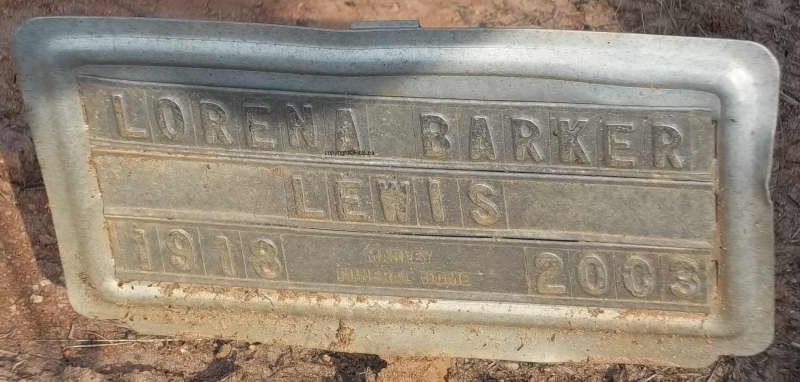 LORENA BARKER
LEWIS
1918 2003
FUNERAL HOME